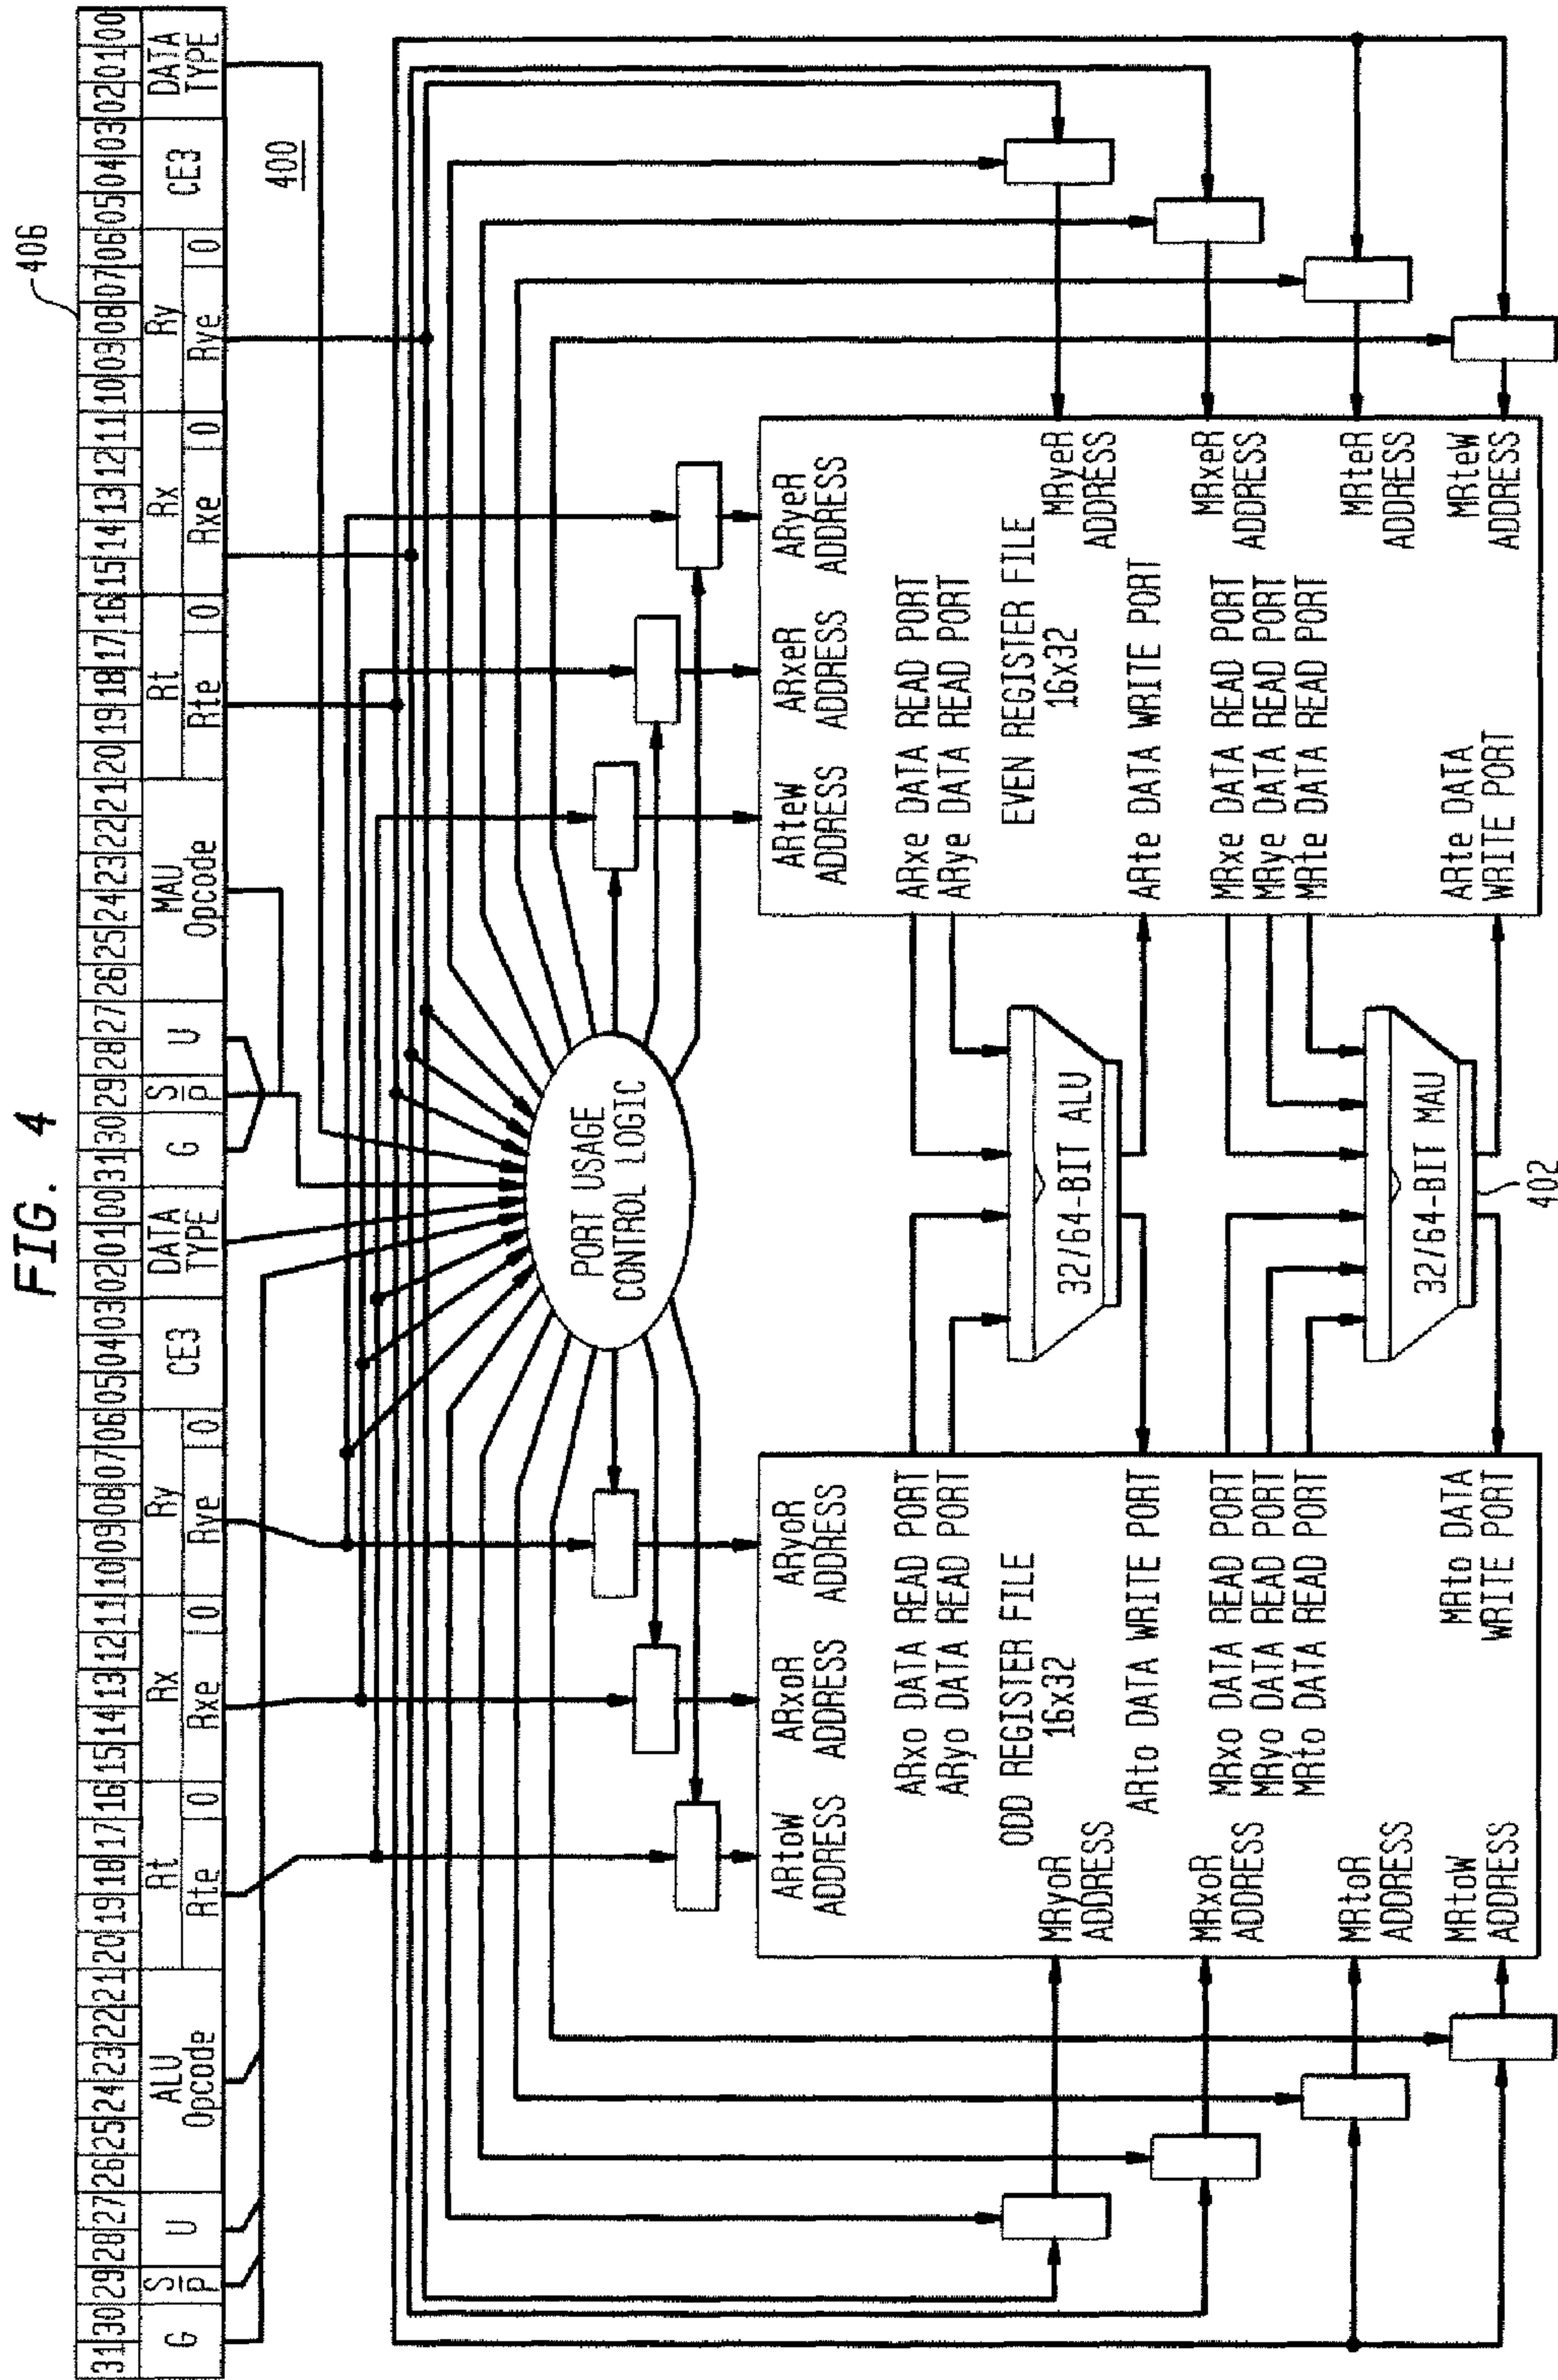 FIG. 4
406
31 30 29 28 27 26 25 24 23 22 21 20 19 18 17 16 15 14 13 12 11 10 09 08 07 06 05 04 03 02 01 00 31 30 29 28 27 26 25 24 23 22 21 20 19 18 17 16 15 14 13 12 11 10 09 08 07 06 05 04 03 02 01 00
G S/P U ALU Opcode Rt Rx Ry CE3 DATA TYPE G S/P U MAU Opcode Rt Rx Ry CE3 DATA TYPE
Rte 0 Rxe 0 Rye 0 Rte 0 Rxe 0 Rye 0
400
PORT USAGE
CONTROL LOGIC
ARtoW ADDRESS
ARxoR ADDRESS
ARyoR ADDRESS
ARxo DATA READ PORT
ARyo DATA READ PORT
ODD REGISTER FILE
16x32
MRyoR ADDRESS
ARto DATA WRITE PORT
MRxoR ADDRESS
MRxo DATA READ PORT
MRyo DATA READ PORT
MRto DATA READ PORT
MRtoR ADDRESS
MRtoW ADDRESS
MRto DATA
WRITE PORT
32/64-BIT ALU
32/64-BIT MAU
402
ARteW ADDRESS
ARxeR ADDRESS
ARyeR ADDRESS
ARxe DATA READ PORT
ARye DATA READ PORT
EVEN REGISTER FILE
16x32
MRyeR ADDRESS
ARte DATA WRITE PORT
MRxeR ADDRESS
MRxe DATA READ PORT
MRye DATA READ PORT
MRte DATA READ PORT
MRteR ADDRESS
ARte DATA
WRITE PORT
MRteW ADDRESS